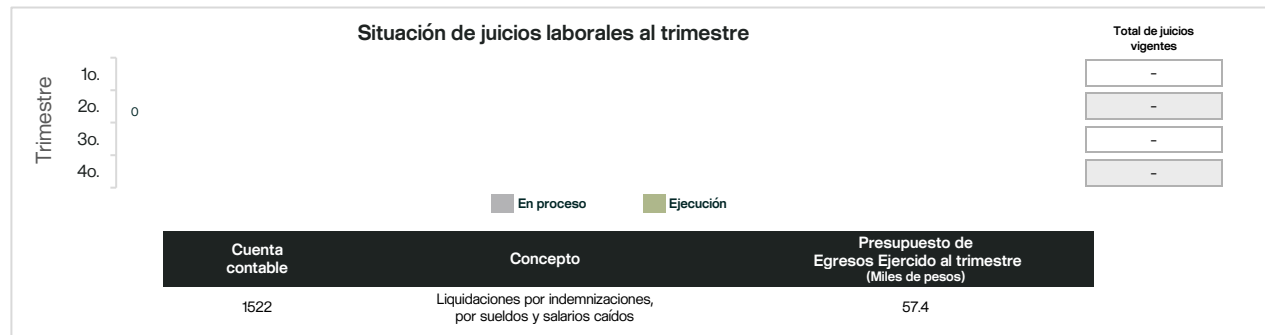 Situación de juicios laborales al trimestre
Total de juicios
vigentes
Trimestre
1o.
-
2o.
0
-
3o.
-
4o.
-
En proceso
Ejecución
Cuenta
contable
Concepto
Presupuesto de
Egresos Ejercido al trimestre
(Miles de pesos)
1522
Liquidaciones por indemnizaciones,
por sueldos y salarios caídos
57.4